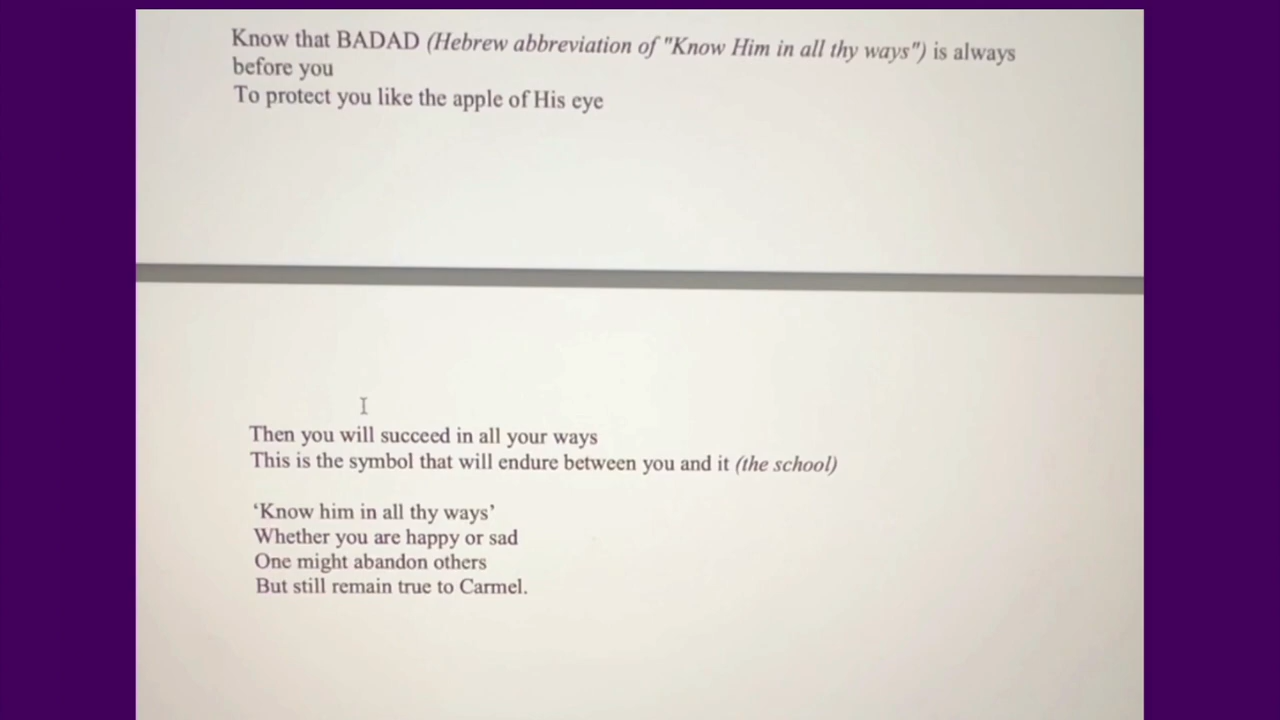 Know that BADAD (Hebrew abbreviation of "Know Him in all thy ways") is always
before you
To protect you like the apple of His eye
Then you will succeed in all your ways
This is the symbol that will endure between you and it (the school)
‘Know him in all thy ways’
Whether you are happy or sad
One might abandon others
But still remain true to Carmel.